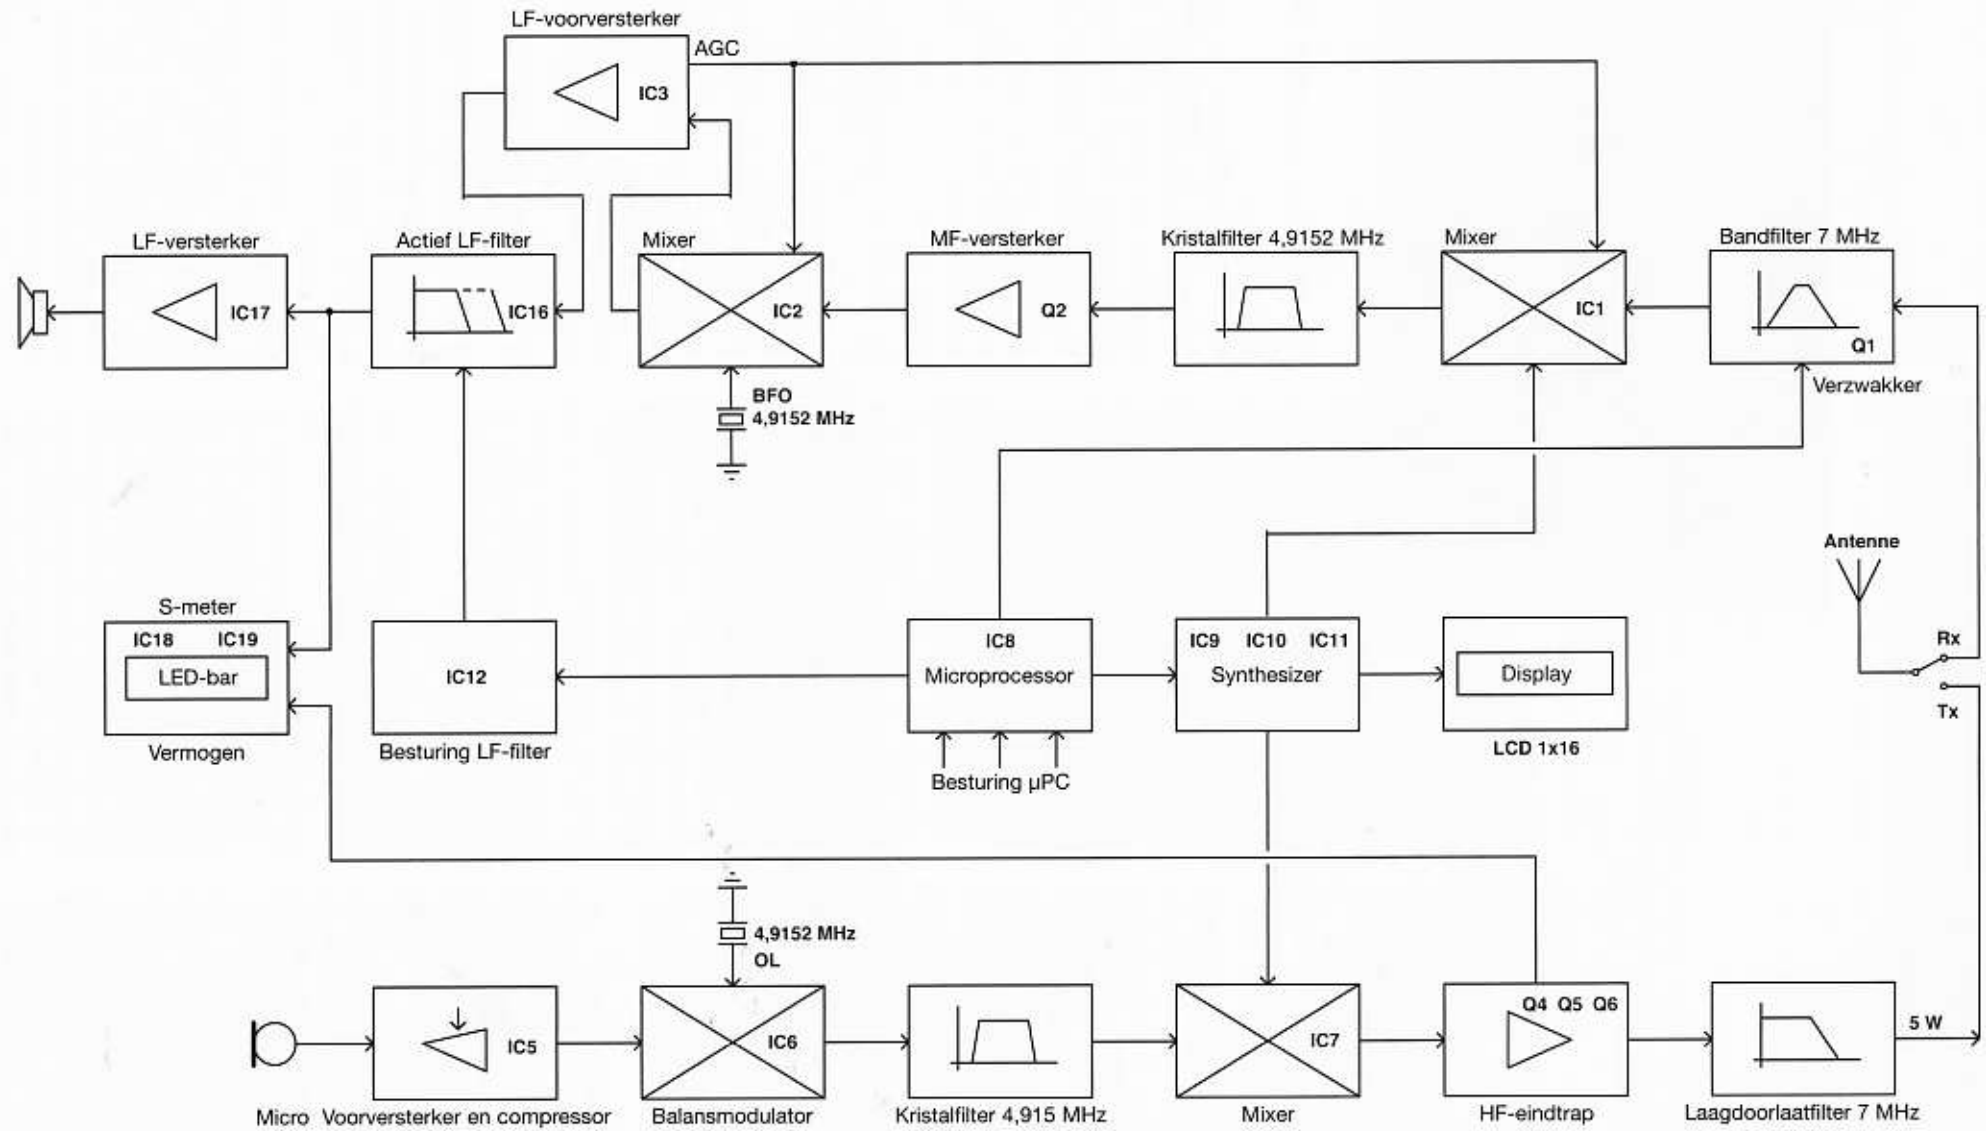 LF-voorversterker
AGC
IC3
LF-versterker
Actief LF-filter
Mixer
MF-versterker
Kristalfilter 4,9152 MHz
Mixer
Bandfilter 7 MHz
IC17
IC16
IC2
Q2
IC1
Q1
Verzwakker
BFO
4,9152 MHz
Antenne
S-meter
IC18 IC19
LED-bar
Vermogen
IC12
Besturing LF-filter
IC8
Microprocessor
Besturing µPC
IC9 IC10 IC11
Synthesizer
Display
LCD 1x16
Rx
Tx
4,9152 MHz
OL
IC5
IC6
IC7
Q4 Q5 Q6
5 W
Micro
Voorversterker en compressor
Balansmodulator
Kristalfilter 4,915 MHz
Mixer
HF-eindtrap
Laagdoorlaatfilter 7 MHz